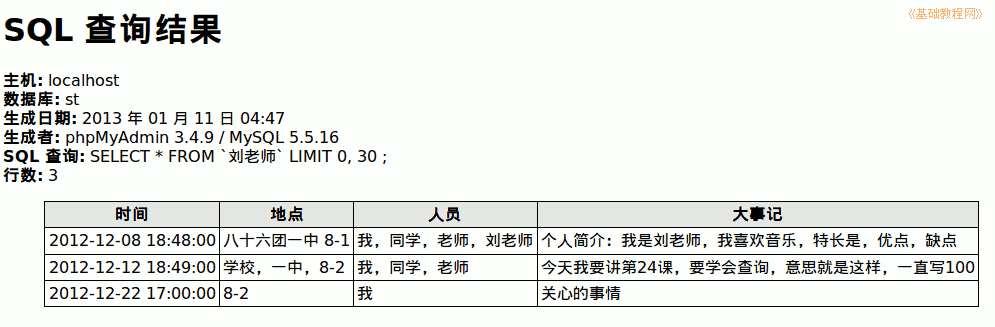 《基础教程网》
SQL 查询结果
主机: localhost
数据库: st
生成日期: 2013 年 01 月 11 日 04:47
生成者: phpMyAdmin 3.4.9 / MySQL 5.5.16
SQL 查询: SELECT * FROM `刘老师` LIMIT 0, 30 ;
行数: 3
时间 地点 人员 大事记
2012-12-08 18:48:00 八十六团一中 8-1 我，同学，老师，刘老师 个人简介：我是刘老师，我喜欢音乐，特长是，优点，缺点
2012-12-12 18:49:00 学校，一中，8-2 我，同学，老师 今天我要讲第24课，要学会查询，意思就是这样，一直写100
2012-12-22 17:00:00 8-2 我 关心的事情